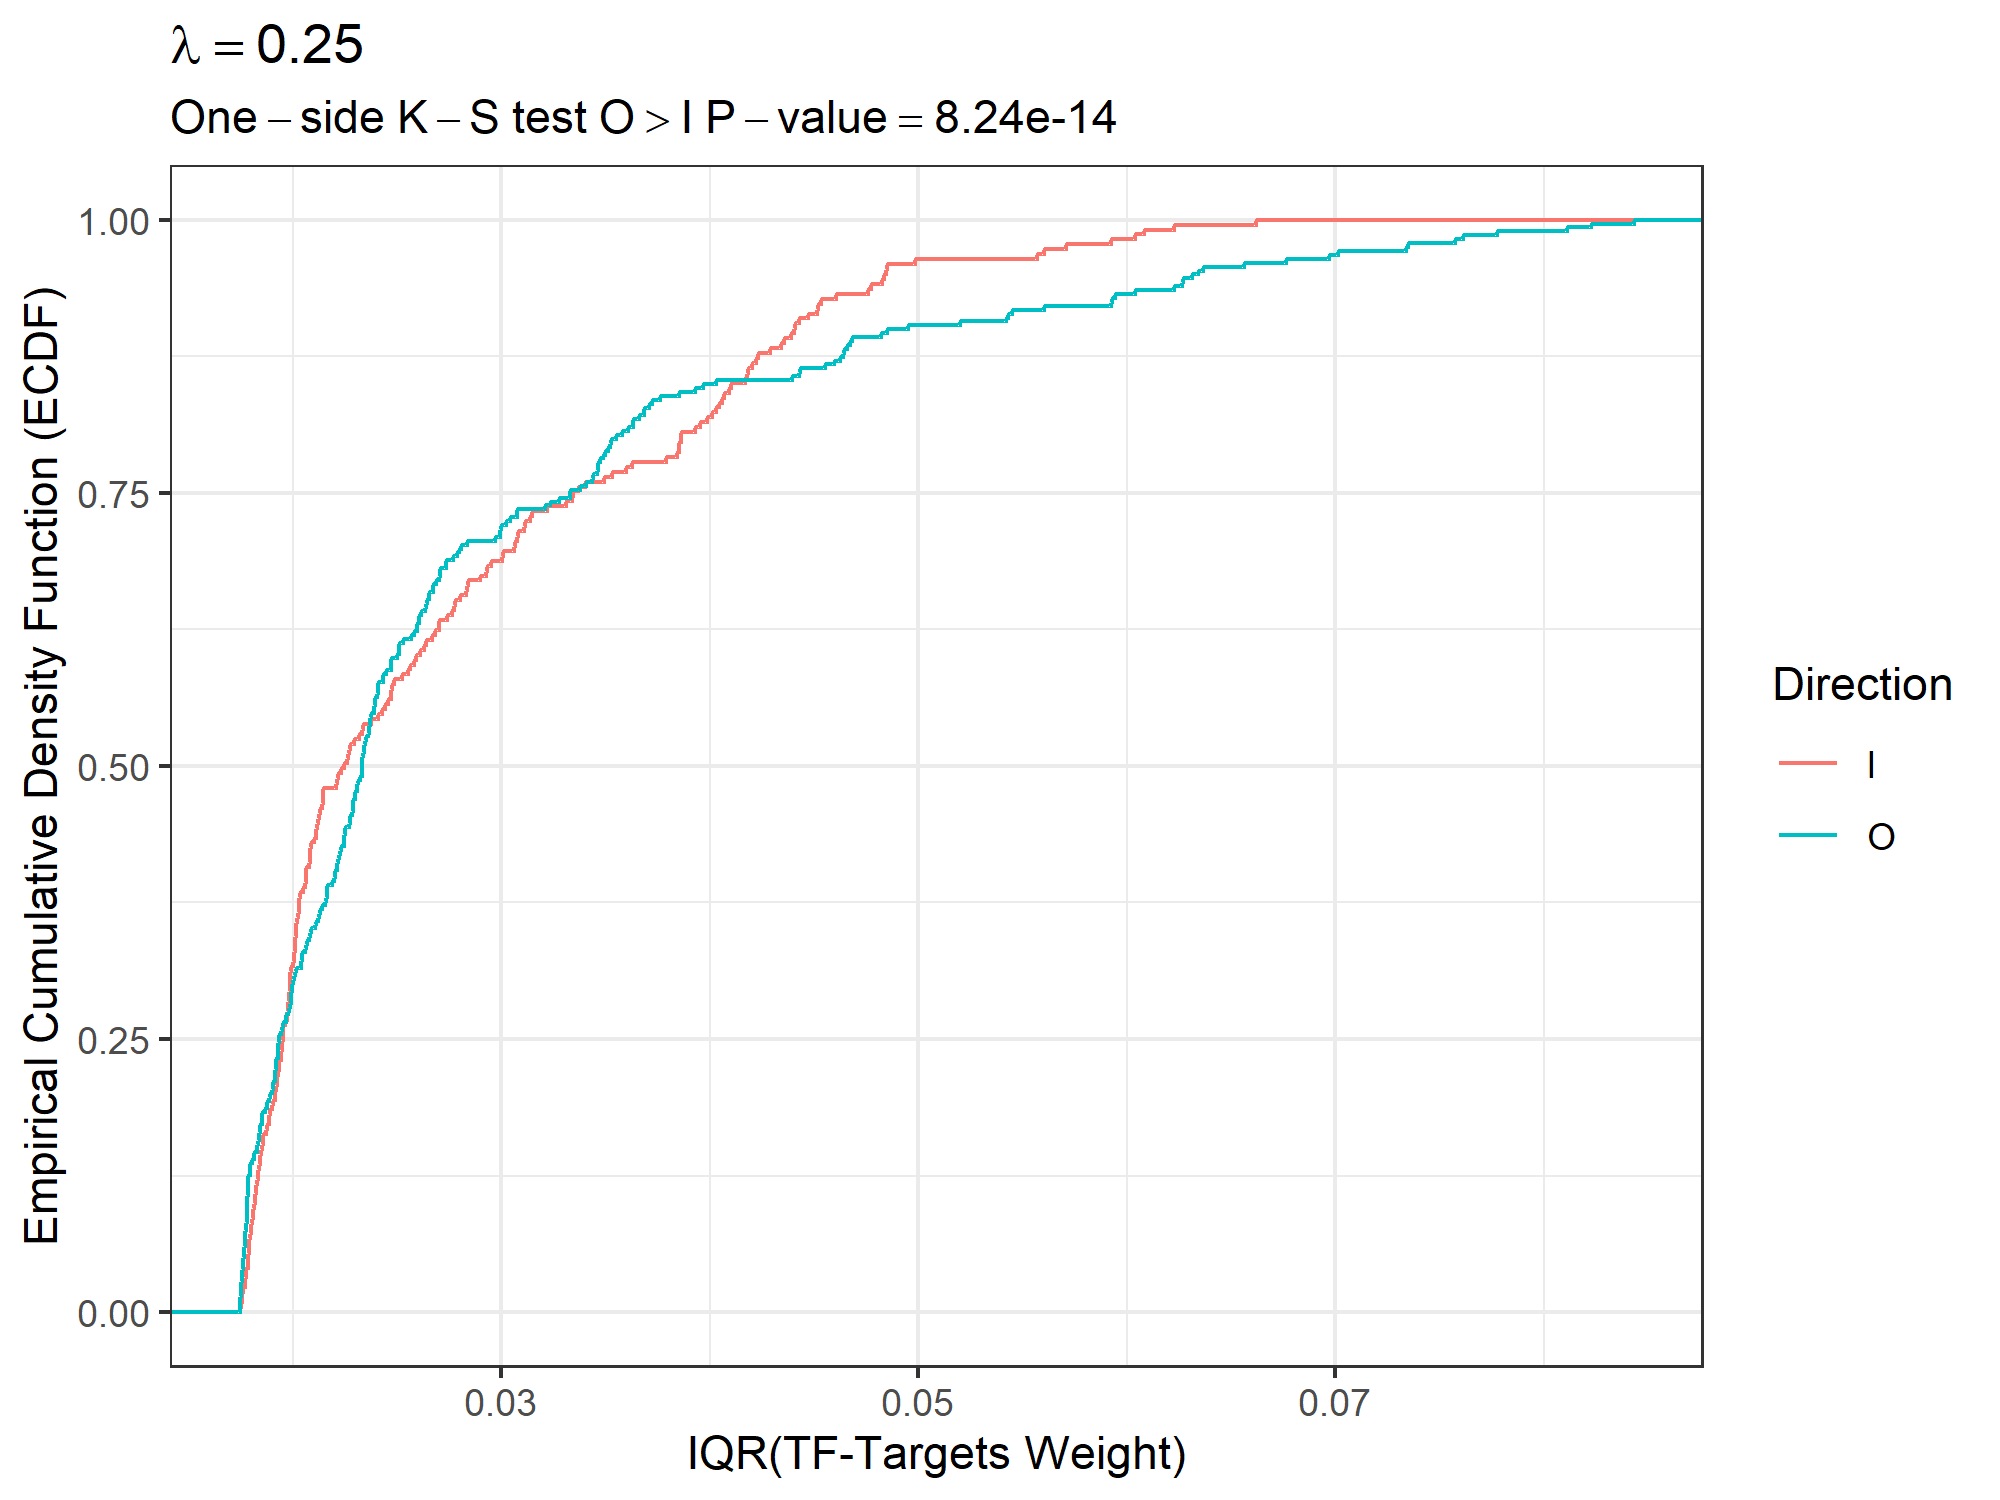 λ = 0.25
One − side K − S test O > I P − value = 8.24e-14
Empirical Cumulative Density Function (ECDF)
1.00
0.75
0.50
0.25
0.00
0.03 0.05 0.07
IQR(TF-Targets Weight)
Direction
I
O